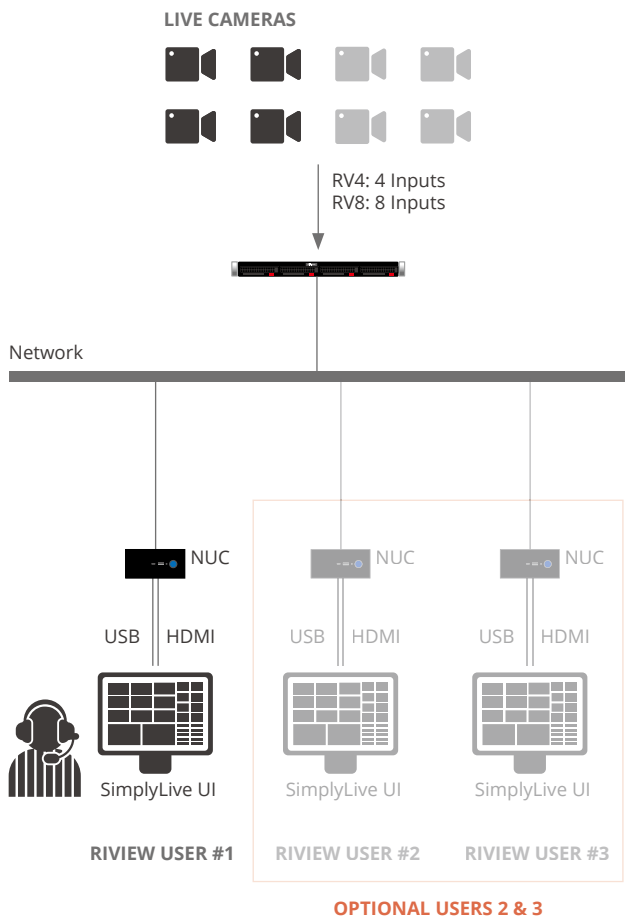 LIVE CAMERAS
RV4: 4 Inputs
RV8: 8 Inputs
Network
NUC
NUC
NUC
USB HDMI
USB HDMI
USB HDMI
SimplyLive UI
SimplyLive UI
SimplyLive UI
RIVIEW USER #1
RIVIEW USER #2
RIVIEW USER #3
OPTIONAL USERS 2 & 3